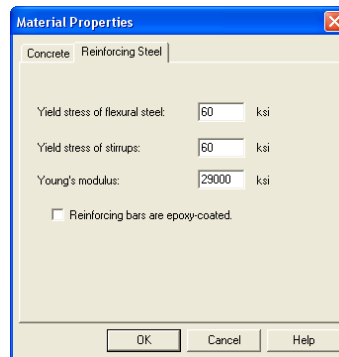 Material Properties
Concrete Reinforcing Steel
Yield stress of flexural steel: 60 ksi
Yield stress of stirrups: 60 ksi
Young's modulus: 29000 ksi
Reinforcing bars are epoxy-coated.
OK Cancel Help